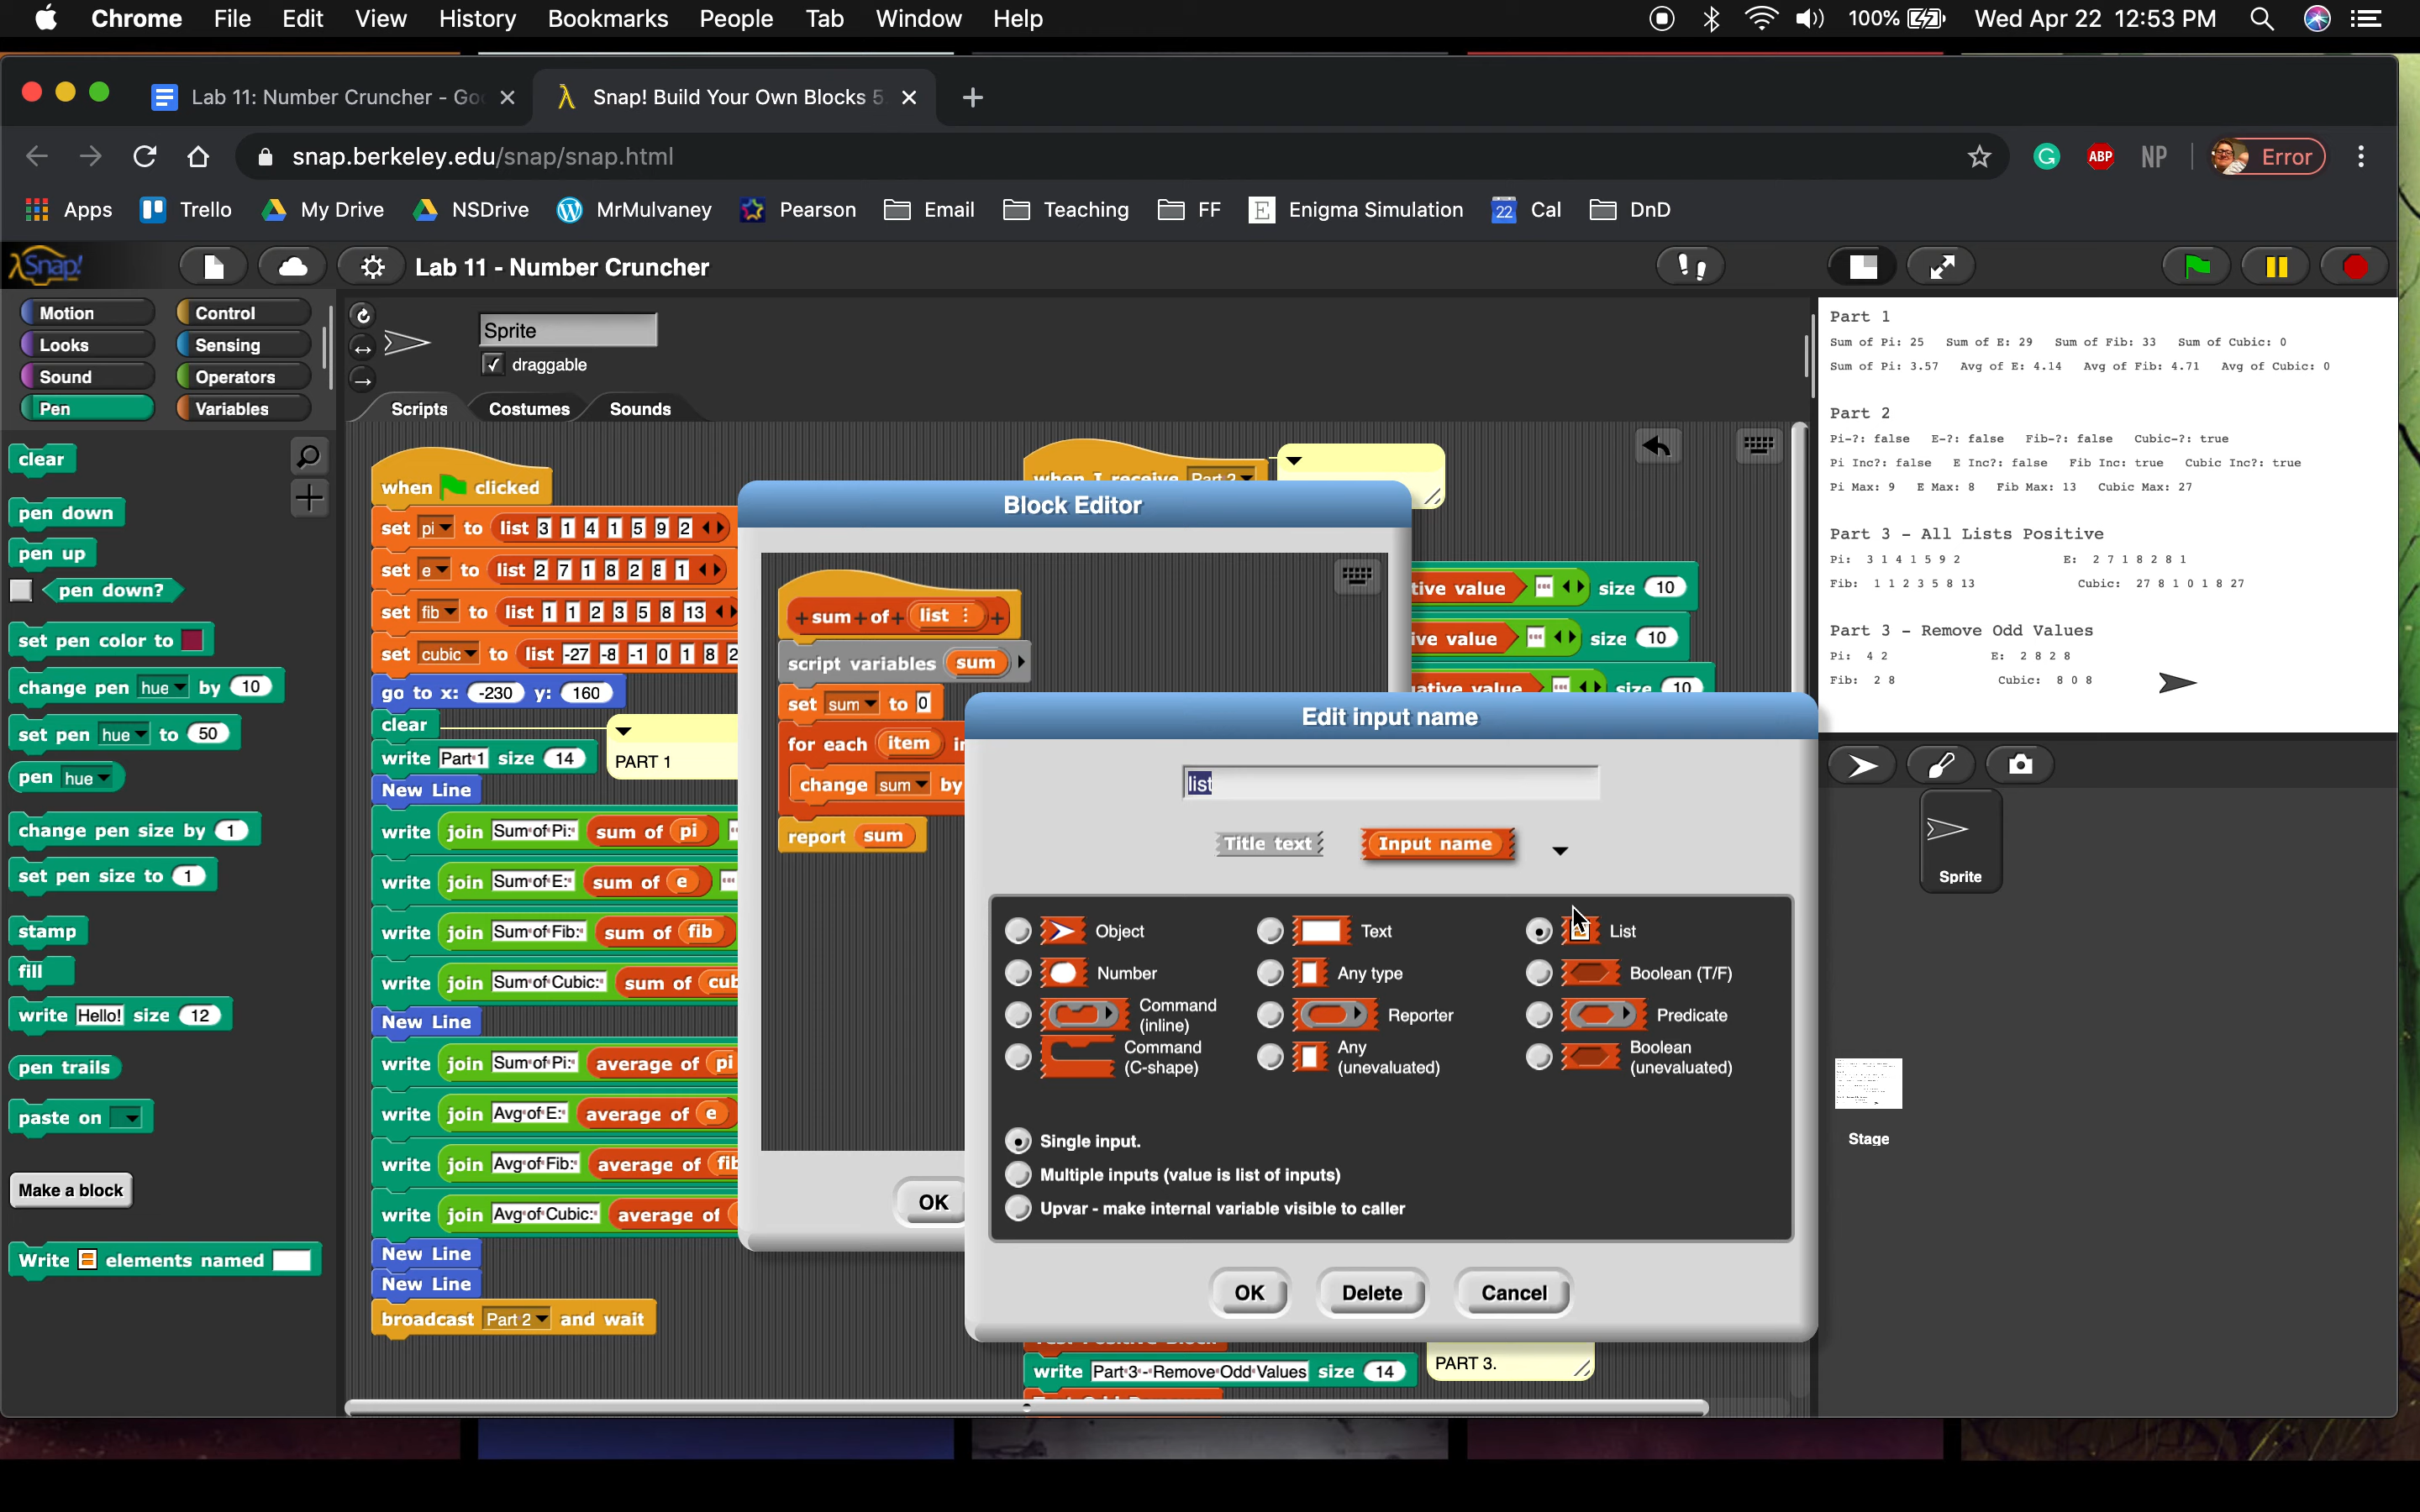 Chrome File Edit View History Bookmarks People Tab Window Help 100% Wed Apr 22 12:53 PM
Lab 11: Number Cruncher - Go Snap! Build Your Own Blocks 5
snap.berkeley.edu/snap/snap.html ABP NP Error
Apps Trello My Drive NSDrive MrMulvaney Pearson Email Teaching FF Enigma Simulation 22 Cal DnD
Snap! Lab 11 - Number Cruncher
Motion Control
Looks Sensing
Sound Operators
Pen Variables
clear
pen down
pen up
pen down?
set pen color to
change pen hue by 10
set pen hue to 50
pen hue
change pen size by 1
set pen size to 1
stamp
fill
write Hello! size 12
pen trails
paste on
Make a block
Write elements named
Sprite
draggable
Scripts Costumes Sounds
when clicked
set pi to list 3 1 4 1 5 9 2
set e to list 2 7 1 8 2 8 1
set fib to list 1 1 2 3 5 8 13
set cubic to list -27 -8 -1 0 1 8 2
go to x: -230 y: 160
clear
write Part 1 size 14
PART 1
New Line
write join Sum of Pi: sum of pi
write join Sum of E: sum of e
write join Sum of Fib: sum of fib
write join Sum of Cubic: sum of cub
New Line
write join Sum of Pi: average of pi
write join Avg of E: average of e
write join Avg of Fib: average of fib
write join Avg of Cubic: average of
New Line
New Line
broadcast Part 2 and wait
when I receive Part 2
tive value size 10
ive value size 10
ative value size 10
Block Editor
+ sum + of + list +
script variables sum
set sum to 0
for each item in
change sum by
report sum
OK
Edit input name
list
Title text Input name
Object Text List
Number Any type Boolean (T/F)
Command (inline) Reporter Predicate
Command (C-shape) Any (unevaluated) Boolean (unevaluated)
Single input.
Multiple inputs (value is list of inputs)
Upvar - make internal variable visible to caller
OK Delete Cancel
write Part 3 - Remove Odd Values size 14
PART 3.
Part 1
Sum of Pi: 25 Sum of E: 29 Sum of Fib: 33 Sum of Cubic: 0
Sum of Pi: 3.57 Avg of E: 4.14 Avg of Fib: 4.71 Avg of Cubic: 0
Part 2
Pi-?: false E-?: false Fib-?: false Cubic-?: true
Pi Inc?: false E Inc?: false Fib Inc: true Cubic Inc?: true
Pi Max: 9 E Max: 8 Fib Max: 13 Cubic Max: 27
Part 3 - All Lists Positive
Pi: 3 1 4 1 5 9 2 E: 2 7 1 8 2 8 1
Fib: 1 1 2 3 5 8 13 Cubic: 27 8 1 0 1 8 27
Part 3 - Remove Odd Values
Pi: 4 2 E: 2 8 2 8
Fib: 2 8 Cubic: 8 0 8
Sprite
Stage